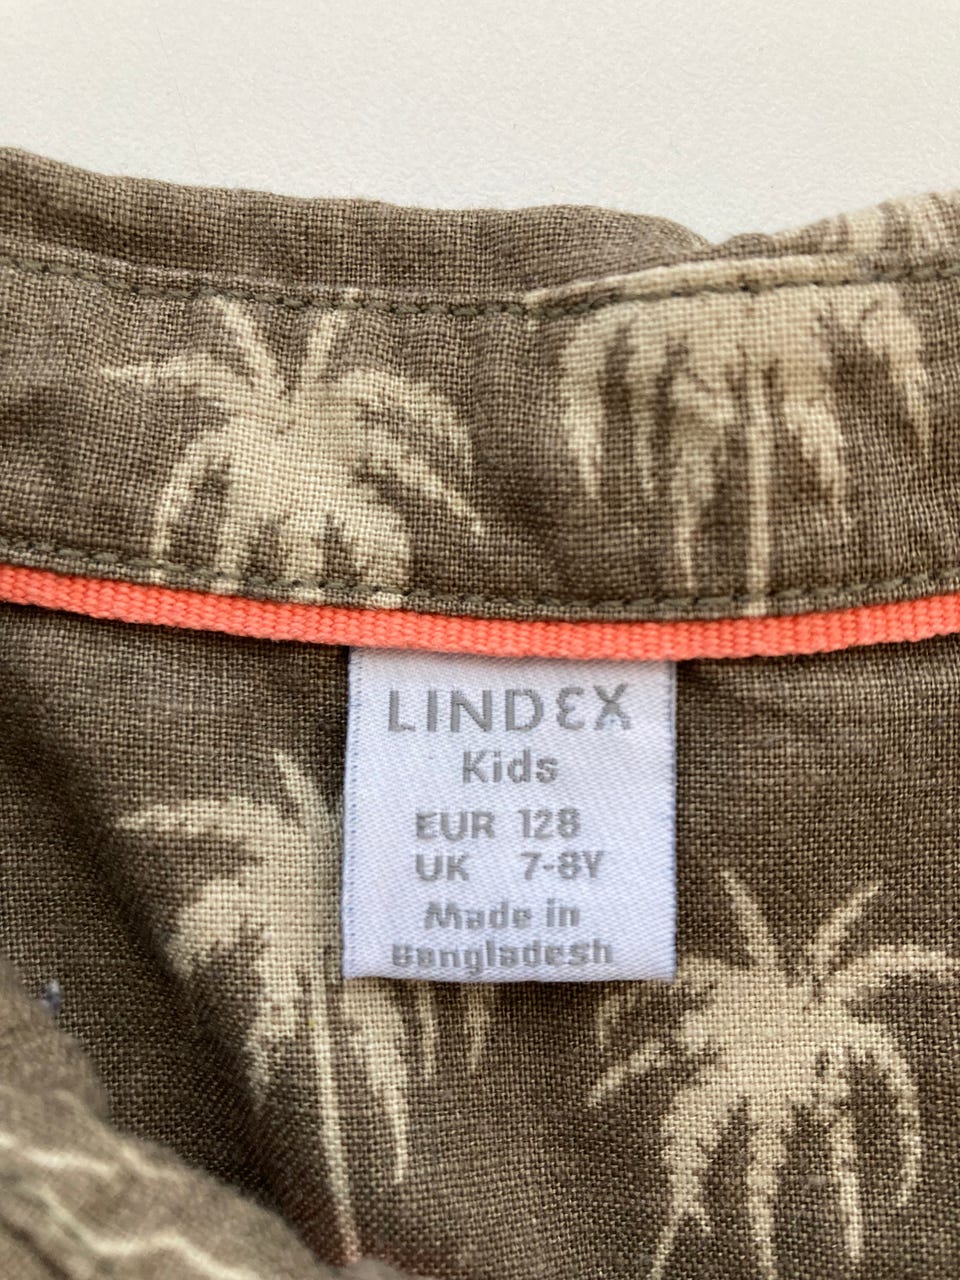 LINDEX
Kids
EUR 128
UK 7-8Y
Made in
Bangladesh